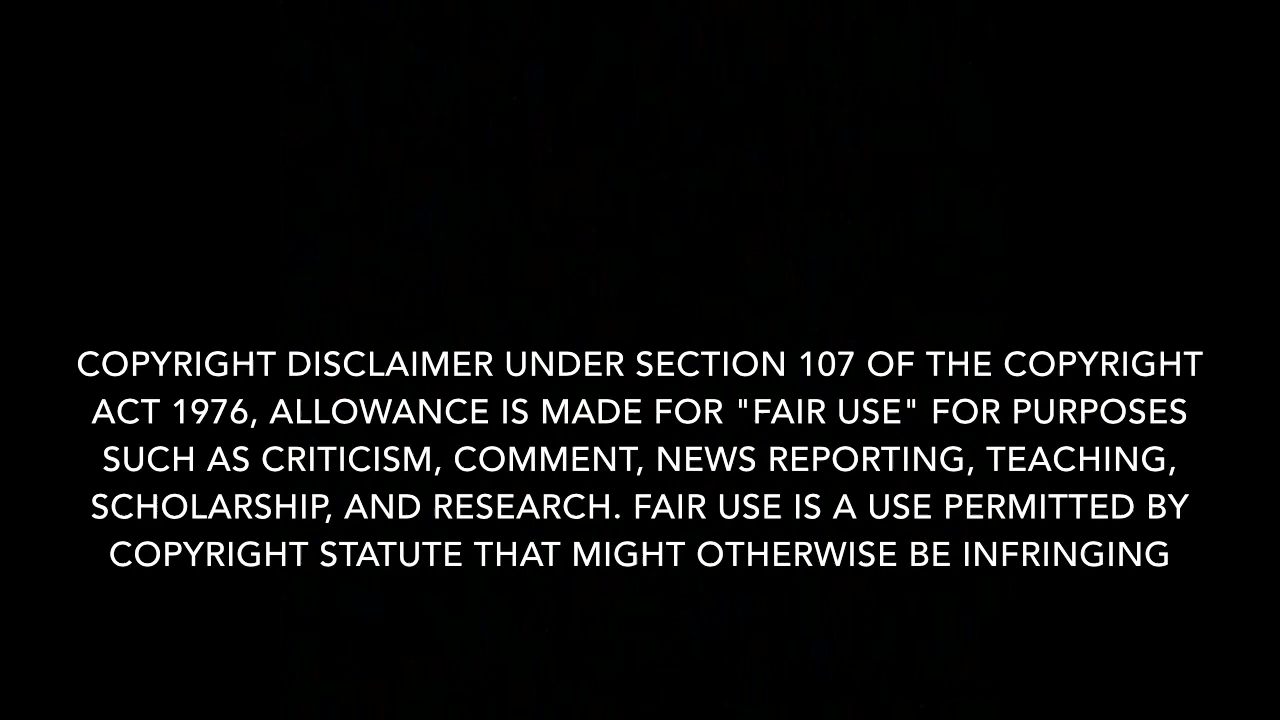 COPYRIGHT DISCLAIMER UNDER SECTION 107 OF THE COPYRIGHT
ACT 1976, ALLOWANCE IS MADE FOR "FAIR USE" FOR PURPOSES
SUCH AS CRITICISM, COMMENT, NEWS REPORTING, TEACHING,
SCHOLARSHIP, AND RESEARCH. FAIR USE IS A USE PERMITTED BY
COPYRIGHT STATUTE THAT MIGHT OTHERWISE BE INFRINGING